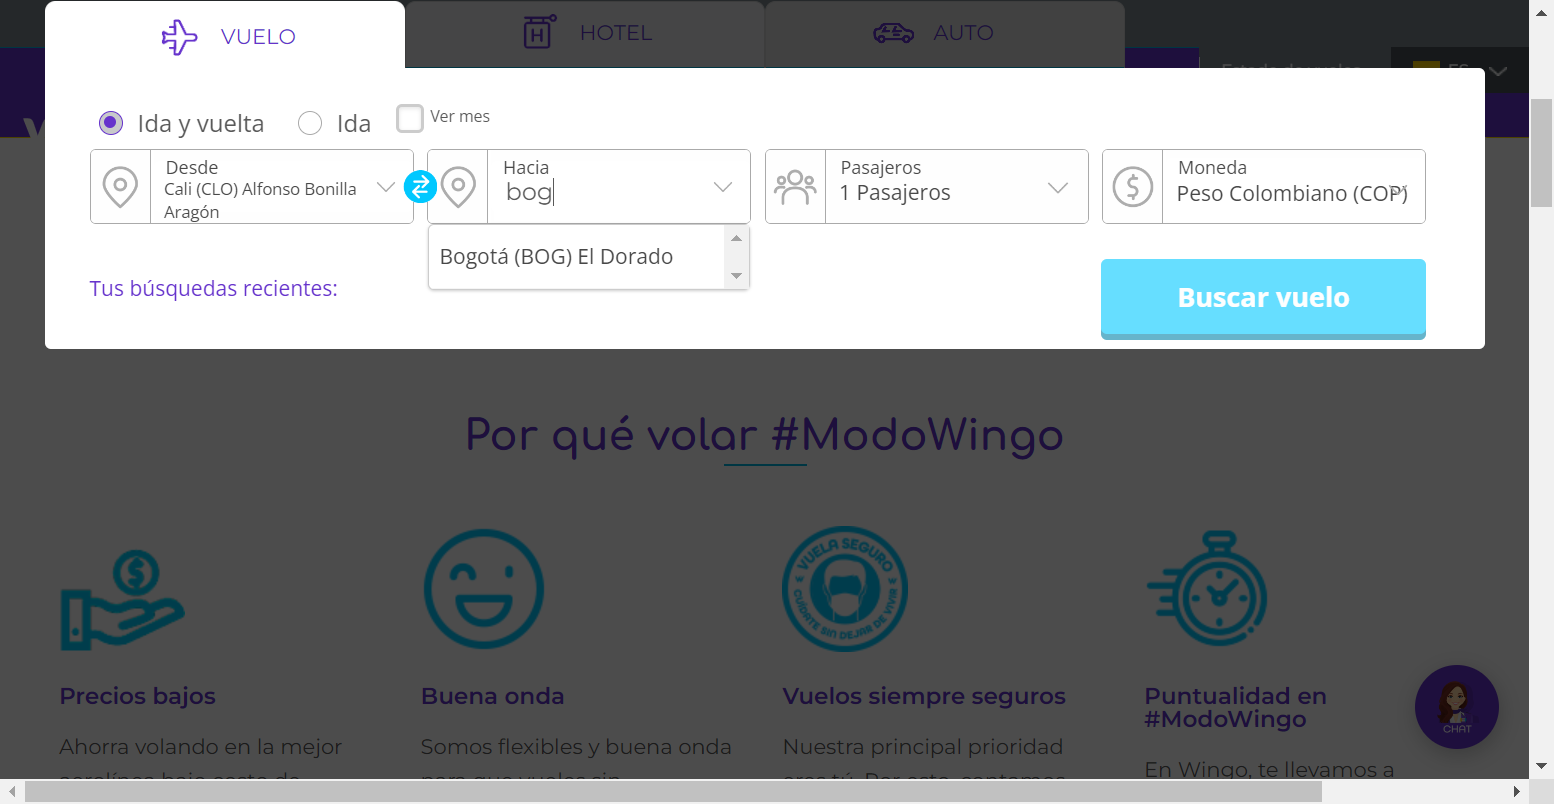 VUELO
HOTEL
AUTO
ES
Ida y vuelta
Ida
Ver mes
Desde
Cali (CLO) Alfonso Bonilla
Aragón
Hacia
bog
Pasajeros
1 Pasajeros
Moneda
Peso Colombiano (COP)
Bogotá (BOG) El Dorado
Tus búsquedas recientes:
Buscar vuelo
Por qué volar #ModoWingo
VUELA SEGURO
CUÍDATE SIN DEJAR DE VIVIR
Precios bajos
Buena onda
Vuelos siempre seguros
Puntualidad en
#ModoWingo
CHAT
Ahorra volando en la mejor
Somos flexibles y buena onda
Nuestra principal prioridad
En Wingo, te llevamos a